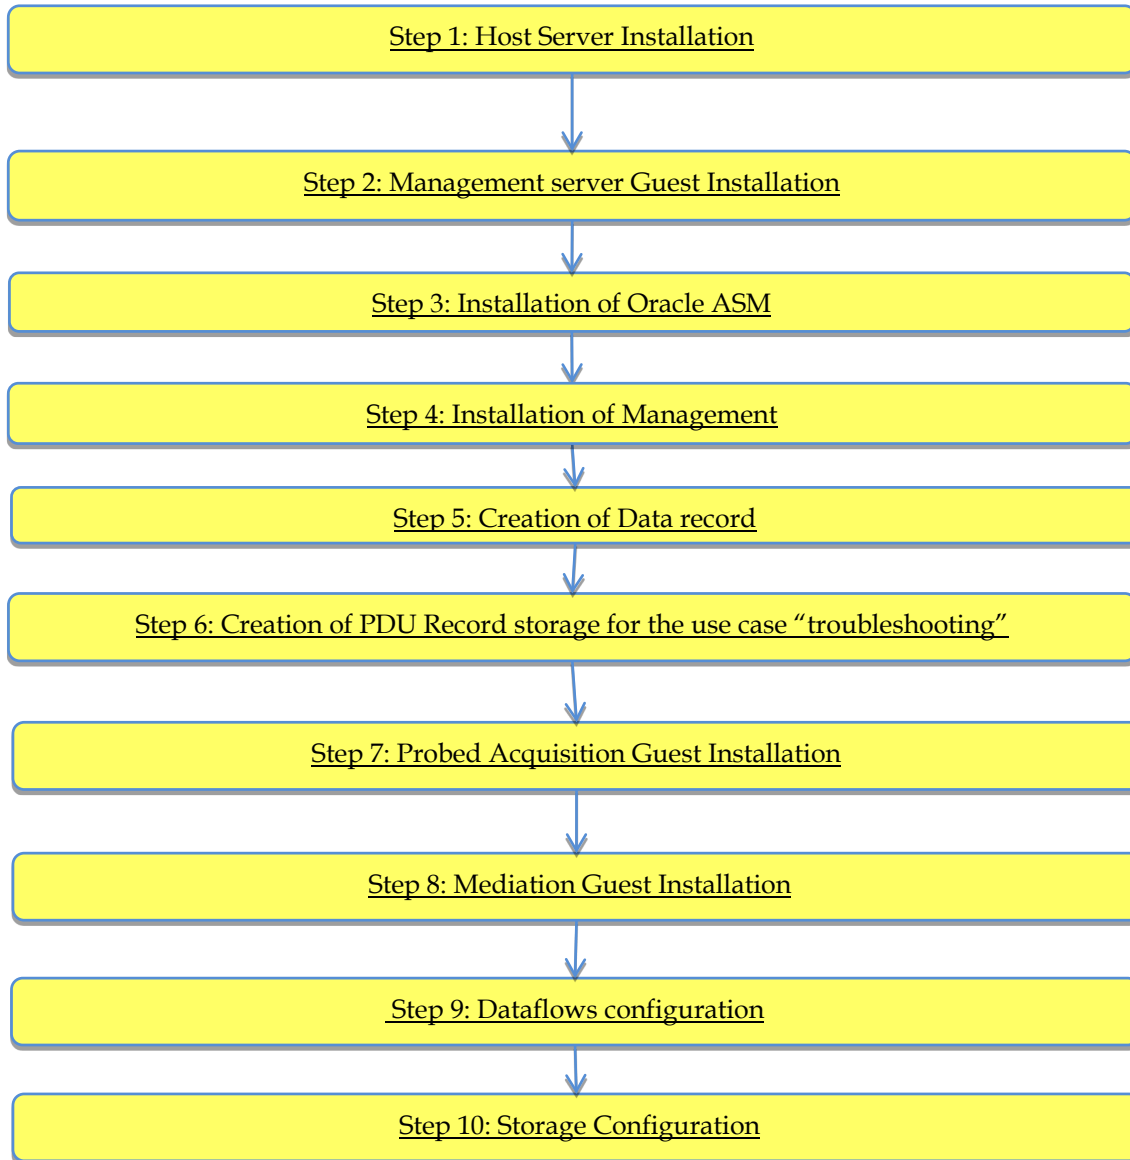 Step 1: Host Server Installation
Step 2: Management server Guest Installation
Step 3: Installation of Oracle ASM
Step 4: Installation of Management
Step 5: Creation of Data record
Step 6: Creation of PDU Record storage for the use case “troubleshooting”
Step 7: Probed Acquisition Guest Installation
Step 8: Mediation Guest Installation
Step 9: Dataflows configuration
Step 10: Storage Configuration